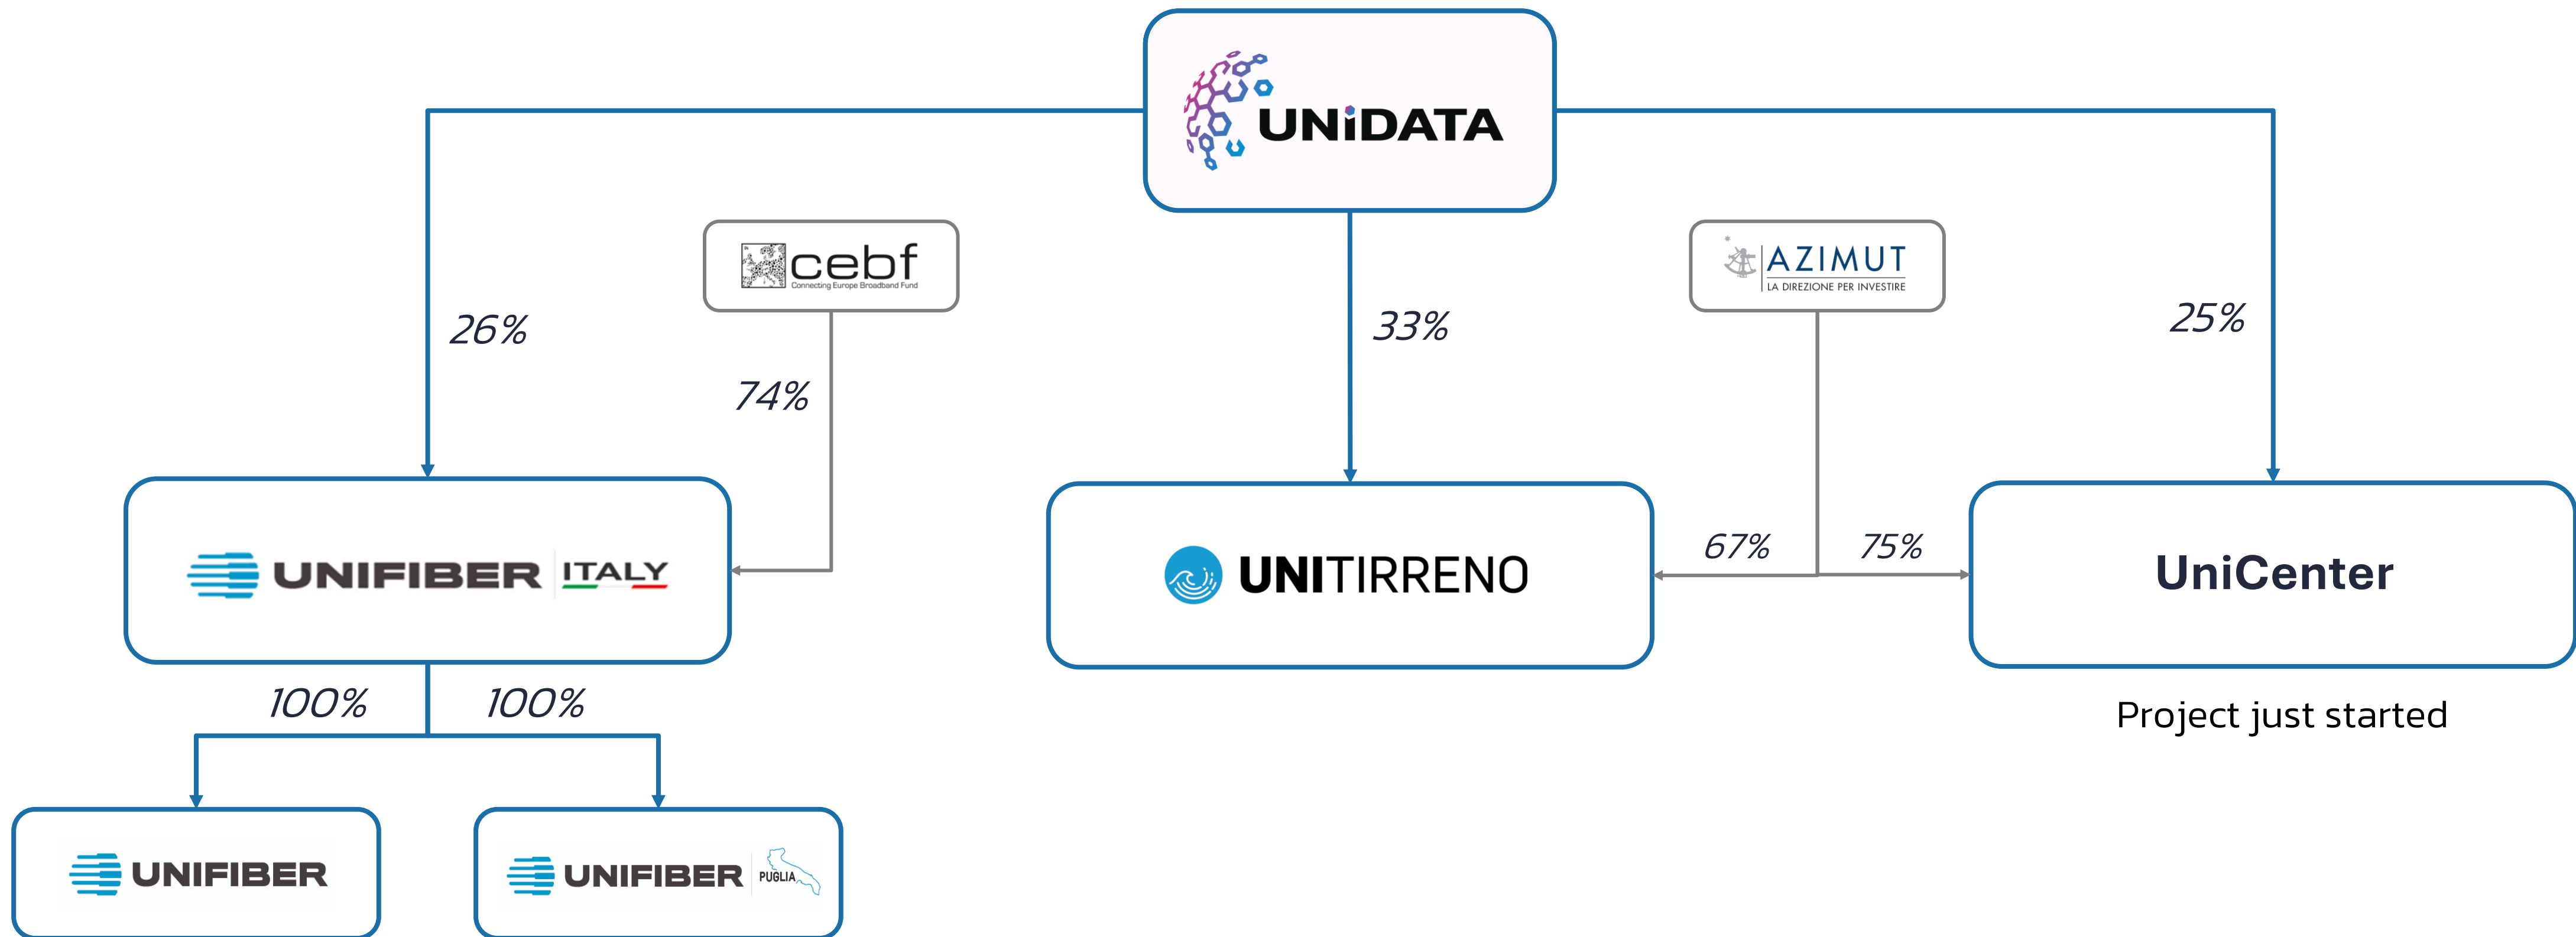 UNiDATA
cebf
Connecting Europe Broadband Fund
AZIMUT
LA DIREZIONE PER INVESTIRE
26%
33%
25%
74%
67%
75%
UNIFIBER ITALY
UNITIRRENO
UniCenter
100%
100%
Project just started
UNIFIBER
UNIFIBER PUGLIA